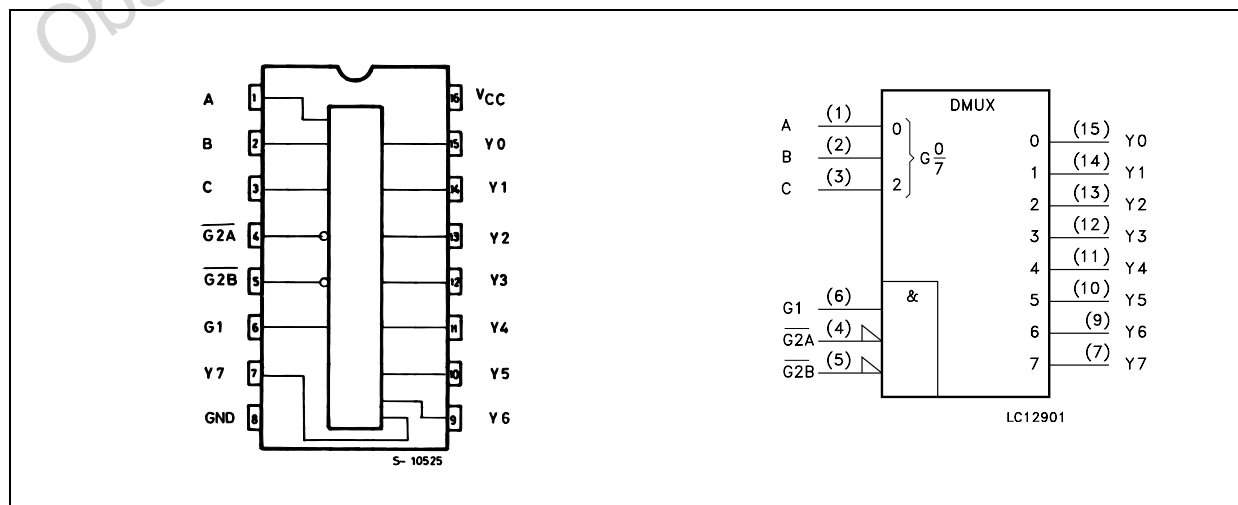 Obs
A 1 16 VCC
B 2 15 Y0
C 3 14 Y1
G2A 4 13 Y2
G2B 5 12 Y3
G1 6 11 Y4
Y7 7 10 Y5
GND 8 9 Y6
S- 10525
DMUX
A (1) 0 0 (15) Y0
B (2) G 0/7 1 (14) Y1
C (3) 2 2 (13) Y2
3 (12) Y3
4 (11) Y4
G1 (6) & 5 (10) Y5
G2A (4) 6 (9) Y6
G2B (5) 7 (7) Y7
LC12901